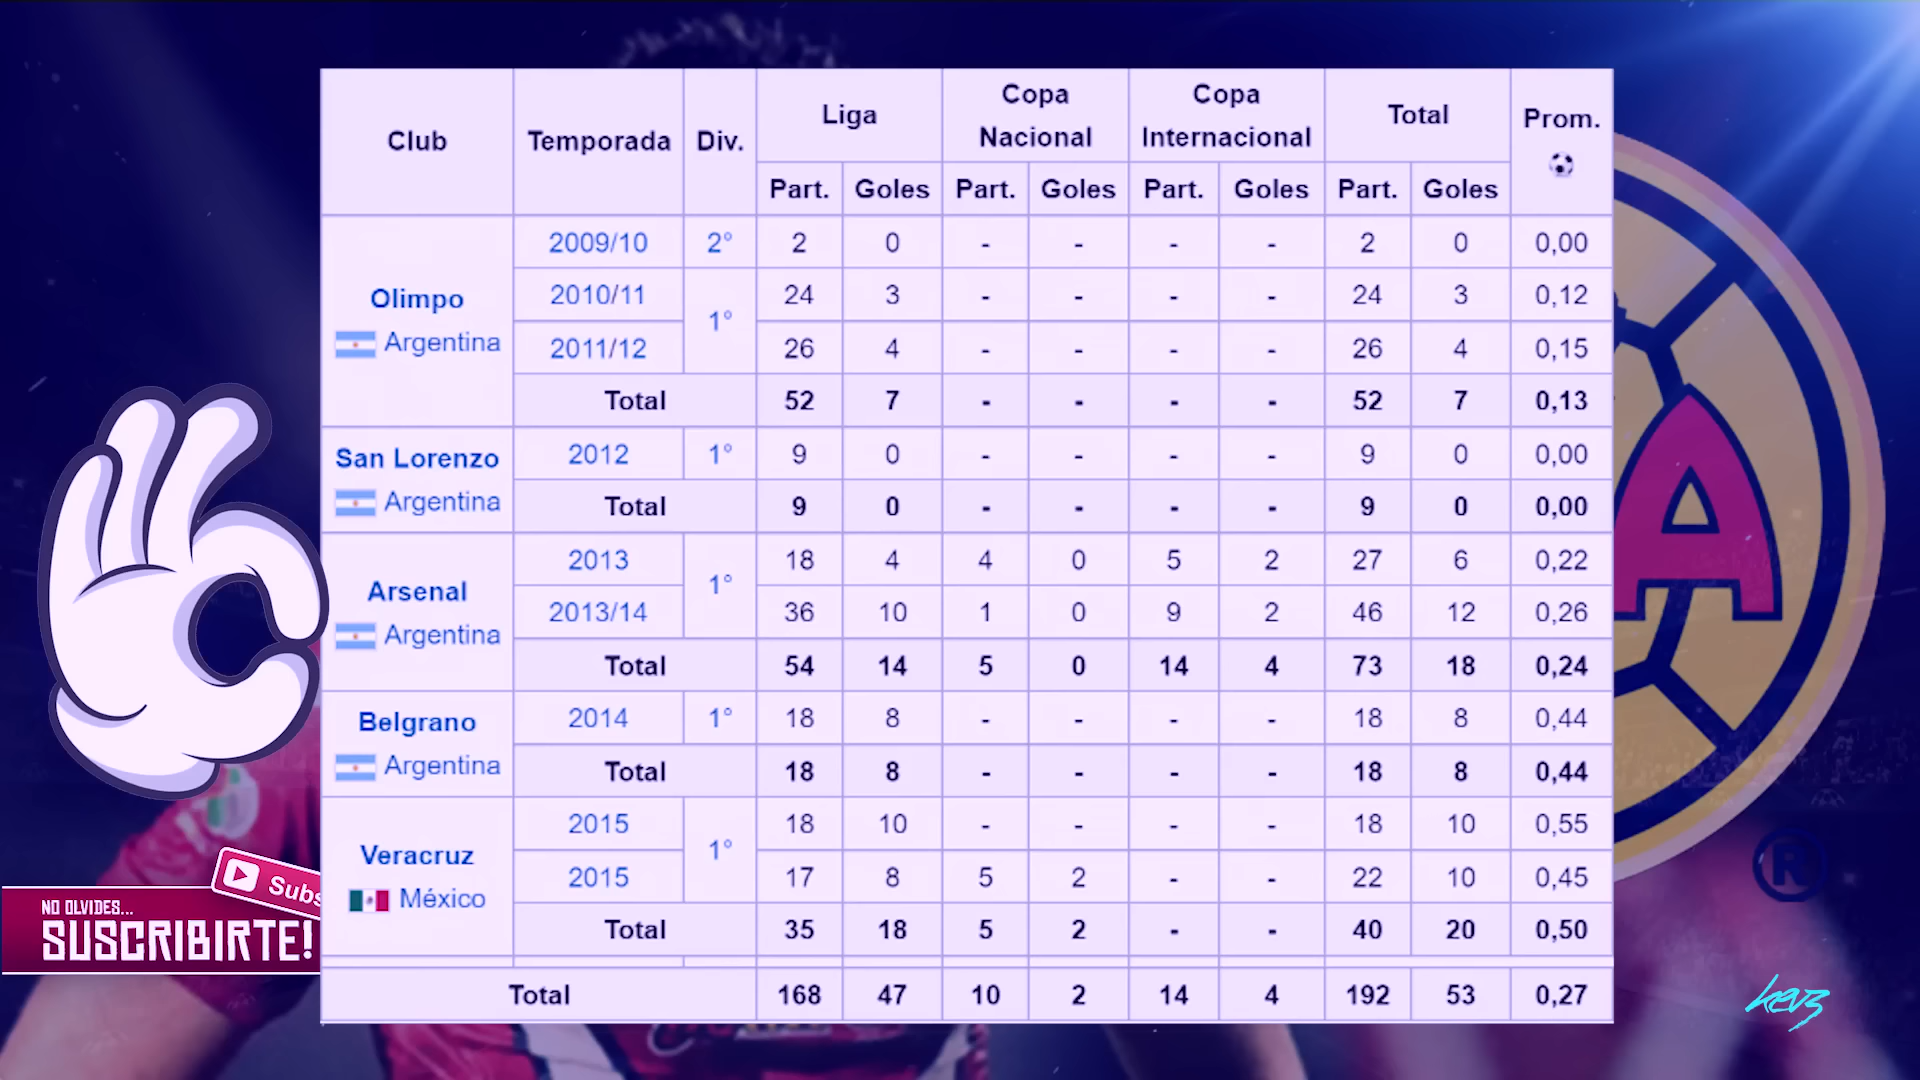 Club Temporada Div. Liga Copa Nacional Copa Internacional Total Prom.
Part. Goles Part. Goles Part. Goles Part. Goles
Olimpo
Argentina
2009/10 2° 2 0 - - - - 2 0 0,00
2010/11 1° 24 3 - - - - 24 3 0,12
2011/12 26 4 - - - - 26 4 0,15
Total 52 7 - - - - 52 7 0,13
San Lorenzo
Argentina
2012 1° 9 0 - - - - 9 0 0,00
Total 9 0 - - - - 9 0 0,00
Arsenal
Argentina
2013 1° 18 4 4 0 5 2 27 6 0,22
2013/14 36 10 1 0 9 2 46 12 0,26
Total 54 14 5 0 14 4 73 18 0,24
Belgrano
Argentina
2014 1° 18 8 - - - - 18 8 0,44
Total 18 8 - - - - 18 8 0,44
Veracruz
México
2015 1° 18 10 - - - - 18 10 0,55
2015 17 8 5 2 - - 22 10 0,45
Total 35 18 5 2 - - 40 20 0,50
Total 168 47 10 2 14 4 192 53 0,27
Subs
NO OLVIDES...
SUSCRIBIRTE!
A
®